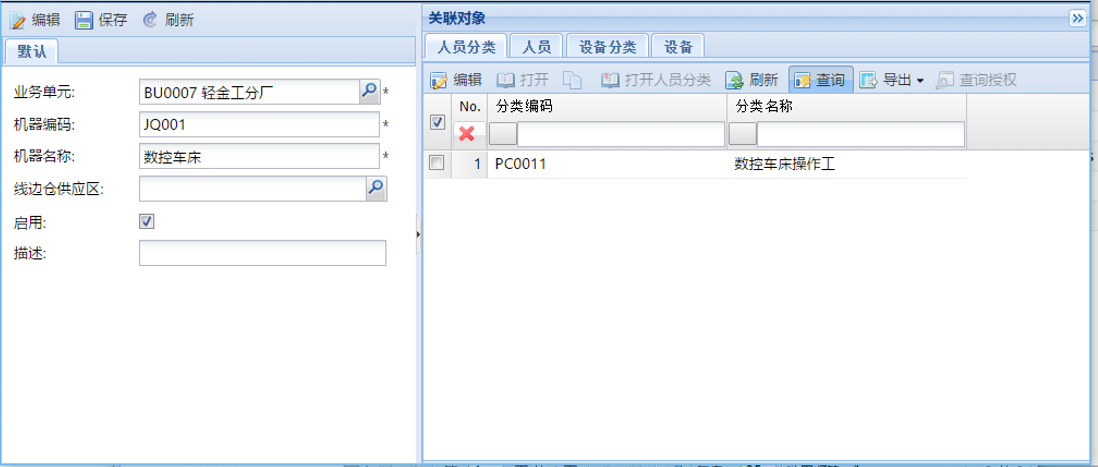 编辑 保存 刷新
默认
业务单元: BU0007 轻金工分厂 *
机器编码: JQ001 *
机器名称: 数控车床 *
线边仓供应区:
启用:
描述:
关联对象
人员分类 人员 设备分类 设备
编辑 打开 打开人员分类 刷新 查询 导出 查询授权
No. 分类编码 分类名称
1 PC0011 数控车床操作工